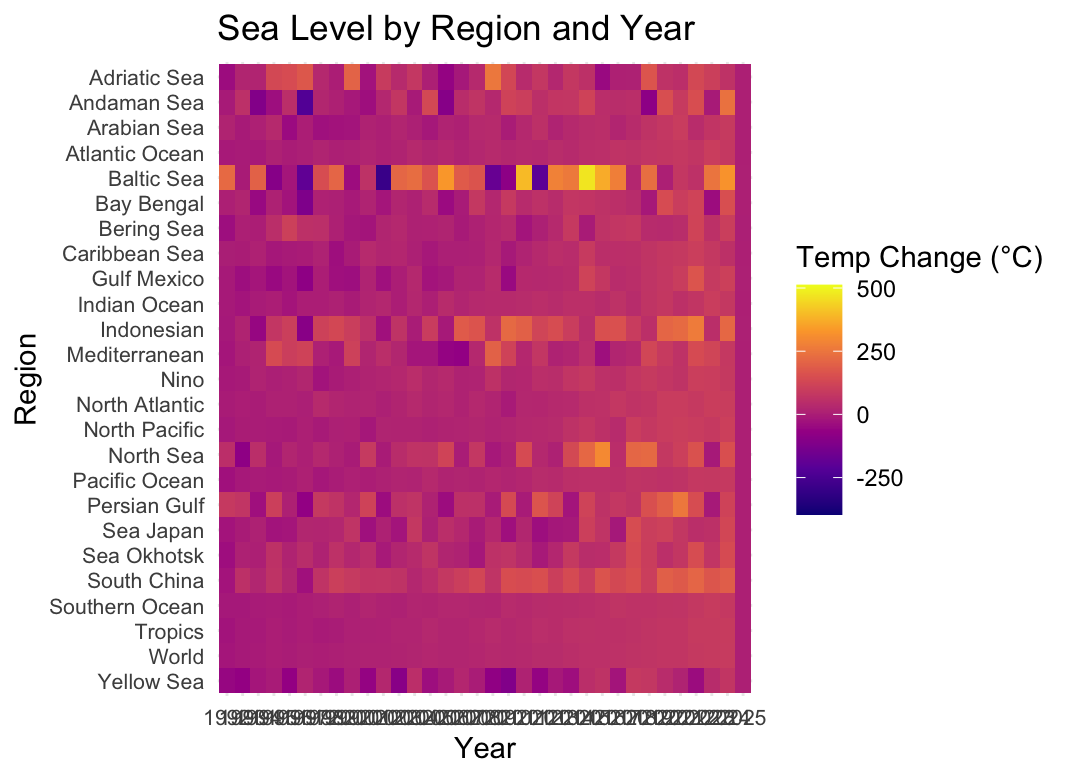 Sea Level by Region and Year
Region
Adriatic Sea
Andaman Sea
Arabian Sea
Atlantic Ocean
Baltic Sea
Bay Bengal
Bering Sea
Caribbean Sea
Gulf Mexico
Indian Ocean
Indonesian
Mediterranean
Nino
North Atlantic
North Pacific
North Sea
Pacific Ocean
Persian Gulf
Sea Japan
Sea Okhotsk
South China
Southern Ocean
Tropics
World
Yellow Sea
Year
Temp Change (°C)
500
250
0
-250